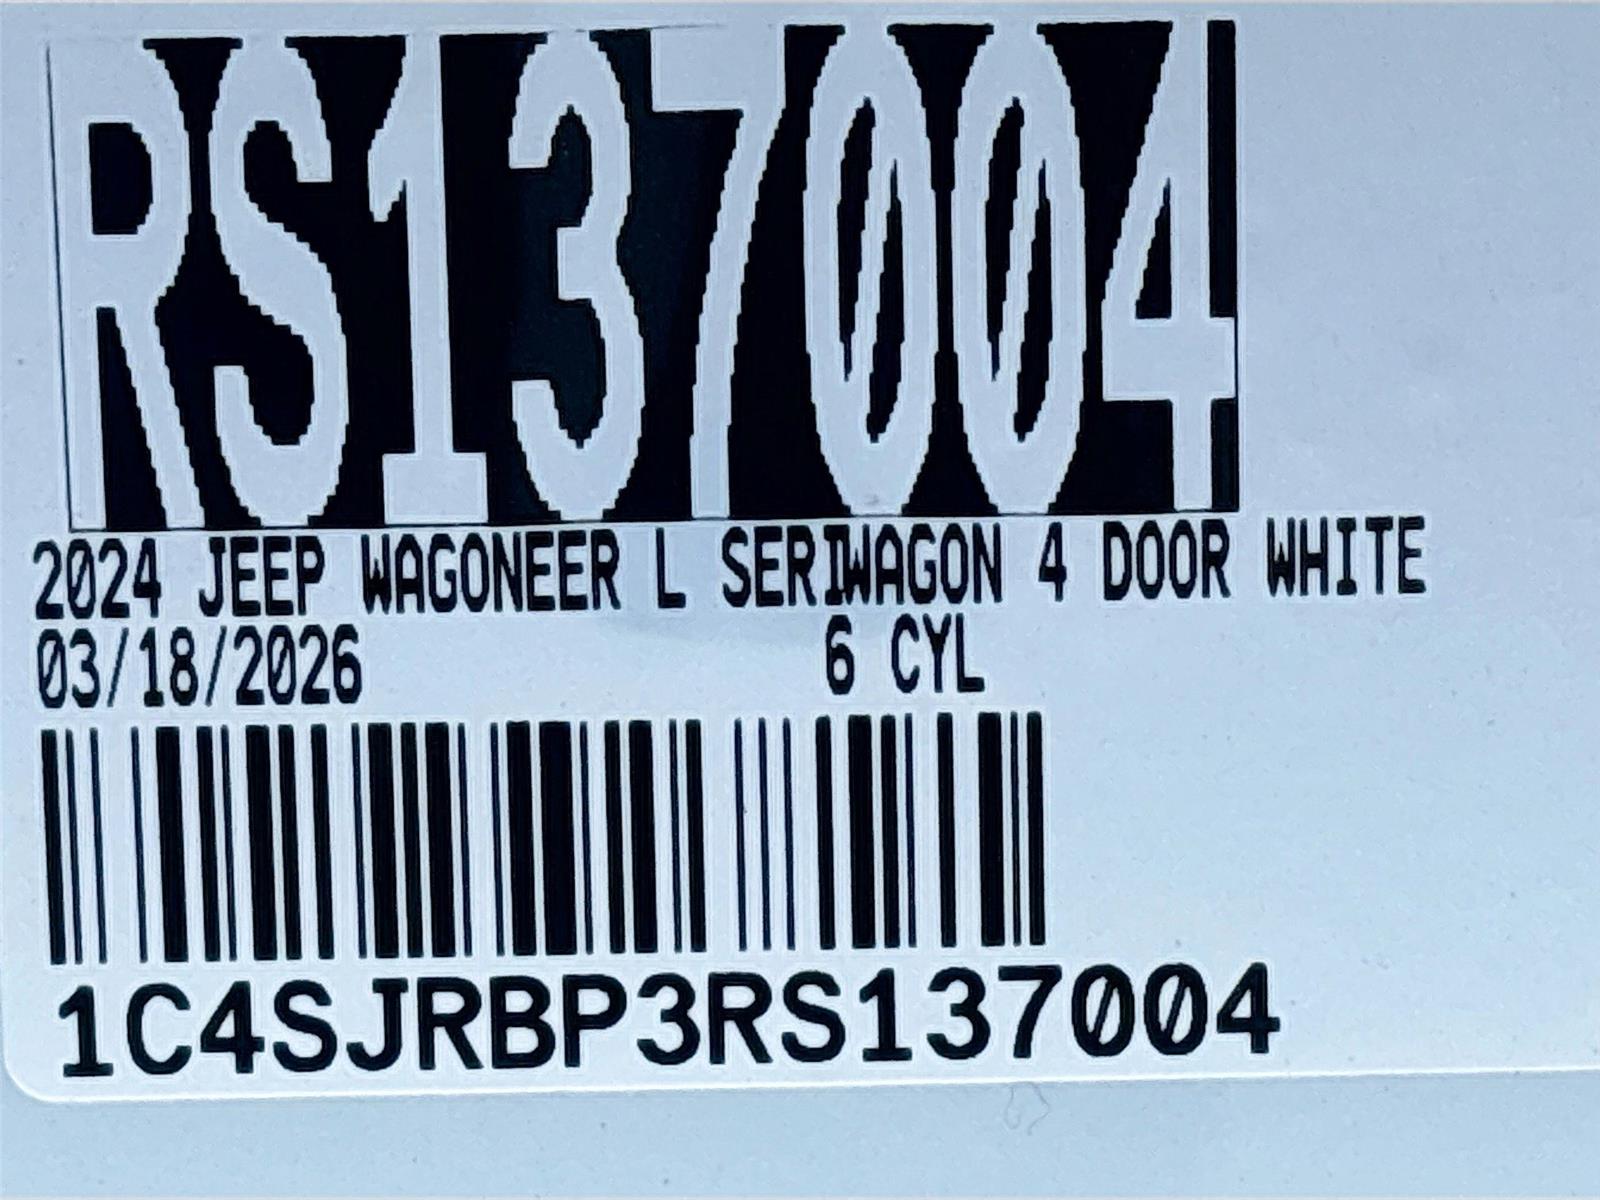 RS137004
2024 JEEP WAGONEER L SERIWAGON 4 DOOR WHITE
03/18/2026 6 CYL
1C4SJRBP3RS137004